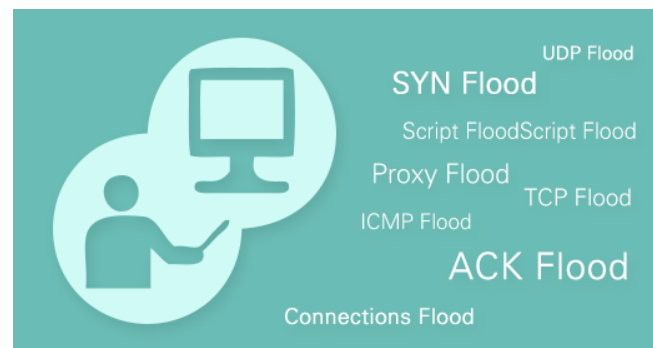 UDP Flood
SYN Flood
Script FloodScript Flood
Proxy Flood
TCP Flood
ICMP Flood
ACK Flood
Connections Flood